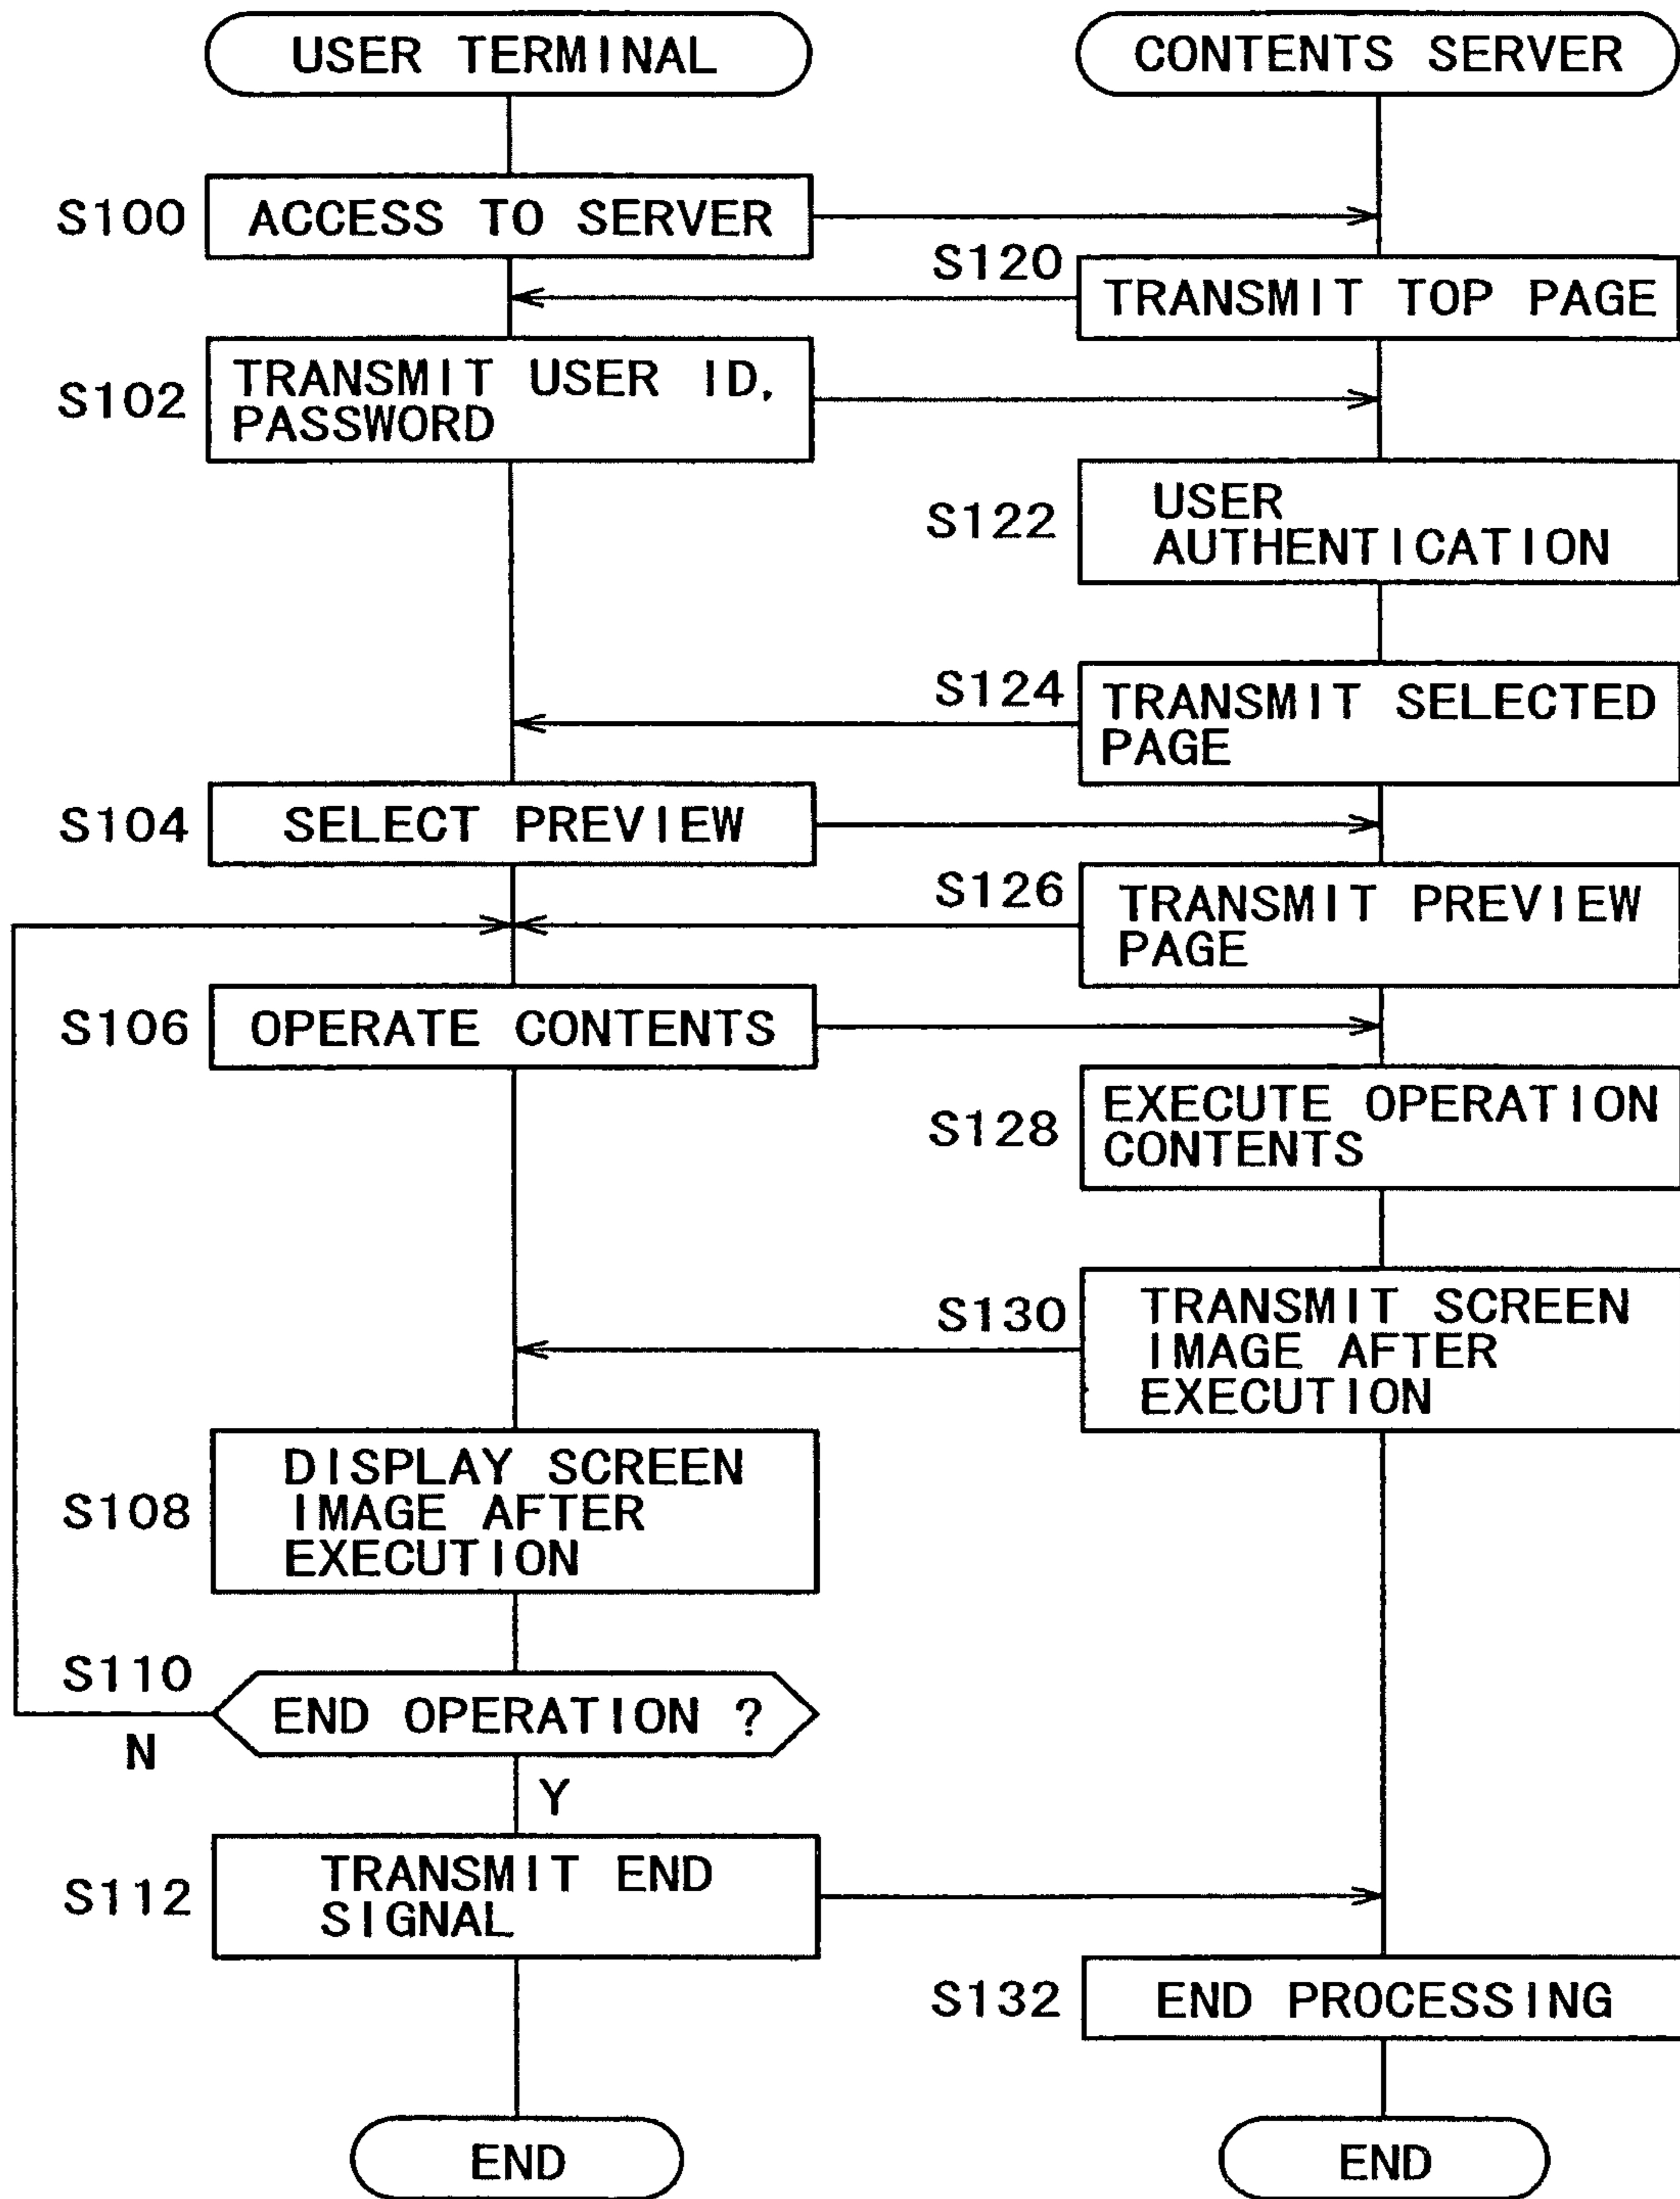 USER TERMINAL
CONTENTS SERVER
S100
ACCESS TO SERVER
S120
TRANSMIT TOP PAGE
S102
TRANSMIT USER ID,
PASSWORD
S122
USER
AUTHENTICATION
S124
TRANSMIT SELECTED
PAGE
S104
SELECT PREVIEW
S126
TRANSMIT PREVIEW
PAGE
S106
OPERATE CONTENTS
S128
EXECUTE OPERATION
CONTENTS
S130
TRANSMIT SCREEN
IMAGE AFTER
EXECUTION
S108
DISPLAY SCREEN
IMAGE AFTER
EXECUTION
S110
END OPERATION ?
N
Y
S112
TRANSMIT END
SIGNAL
S132
END PROCESSING
END
END